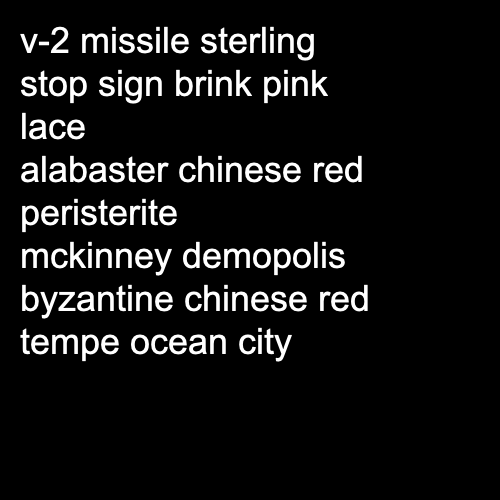 v-2 missile sterling
stop sign brink pink
lace
alabaster chinese red
peristerite
mckinney demopolis
byzantine chinese red
tempe ocean city